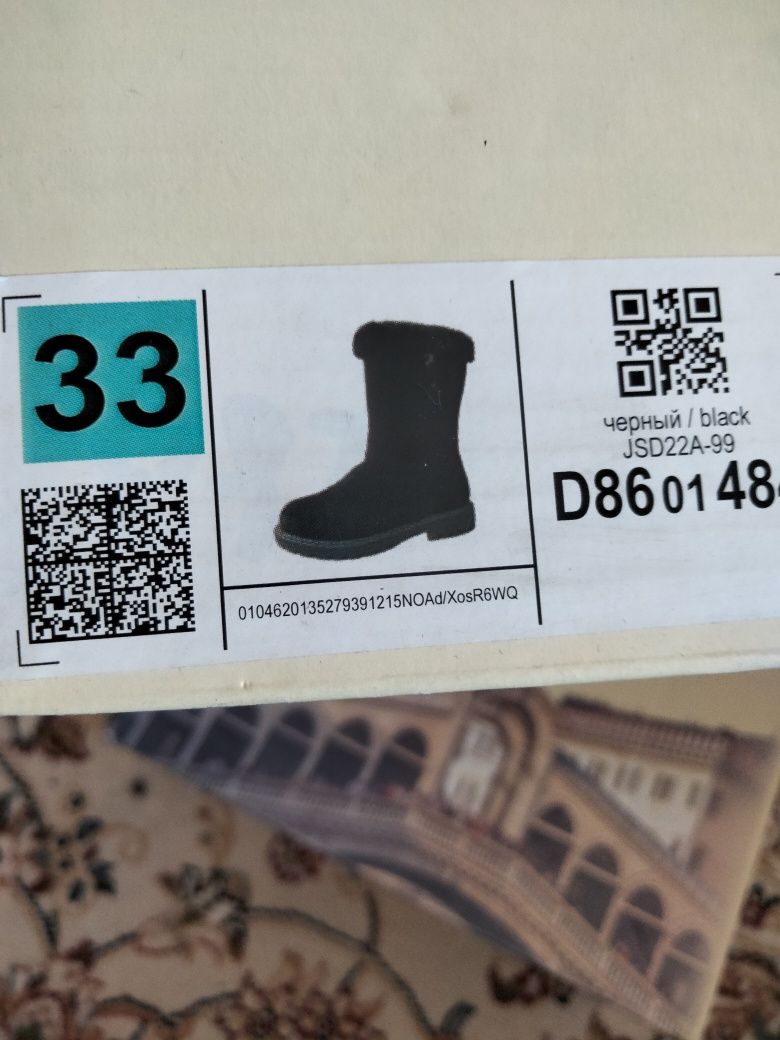 33
0104620135279391215NOAd/XosR6WQ
черный / black
JSD22A-99
D86 01 48